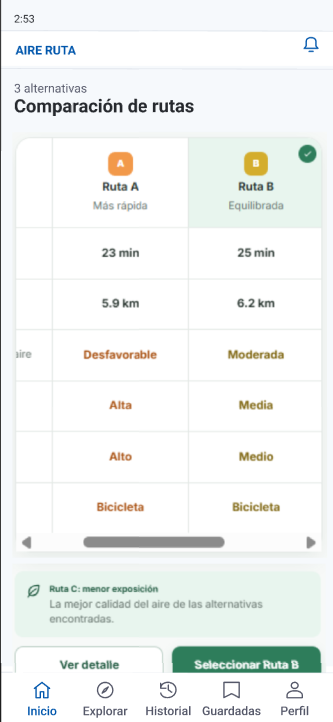 2:53
AIRE RUTA
3 alternativas
Comparación de rutas
A
B
Ruta A
Ruta B
Más rápida
Equilibrada
23 min
25 min
5.9 km
6.2 km
aire
Desfavorable
Moderada
Alta
Media
Alto
Medio
Bicicleta
Bicicleta
Ruta C: menor exposición
La mejor calidad del aire de las alternativas
encontradas.
Ver detalle
Seleccionar Ruta B
Inicio
Explorar
Historial
Guardadas
Perfil